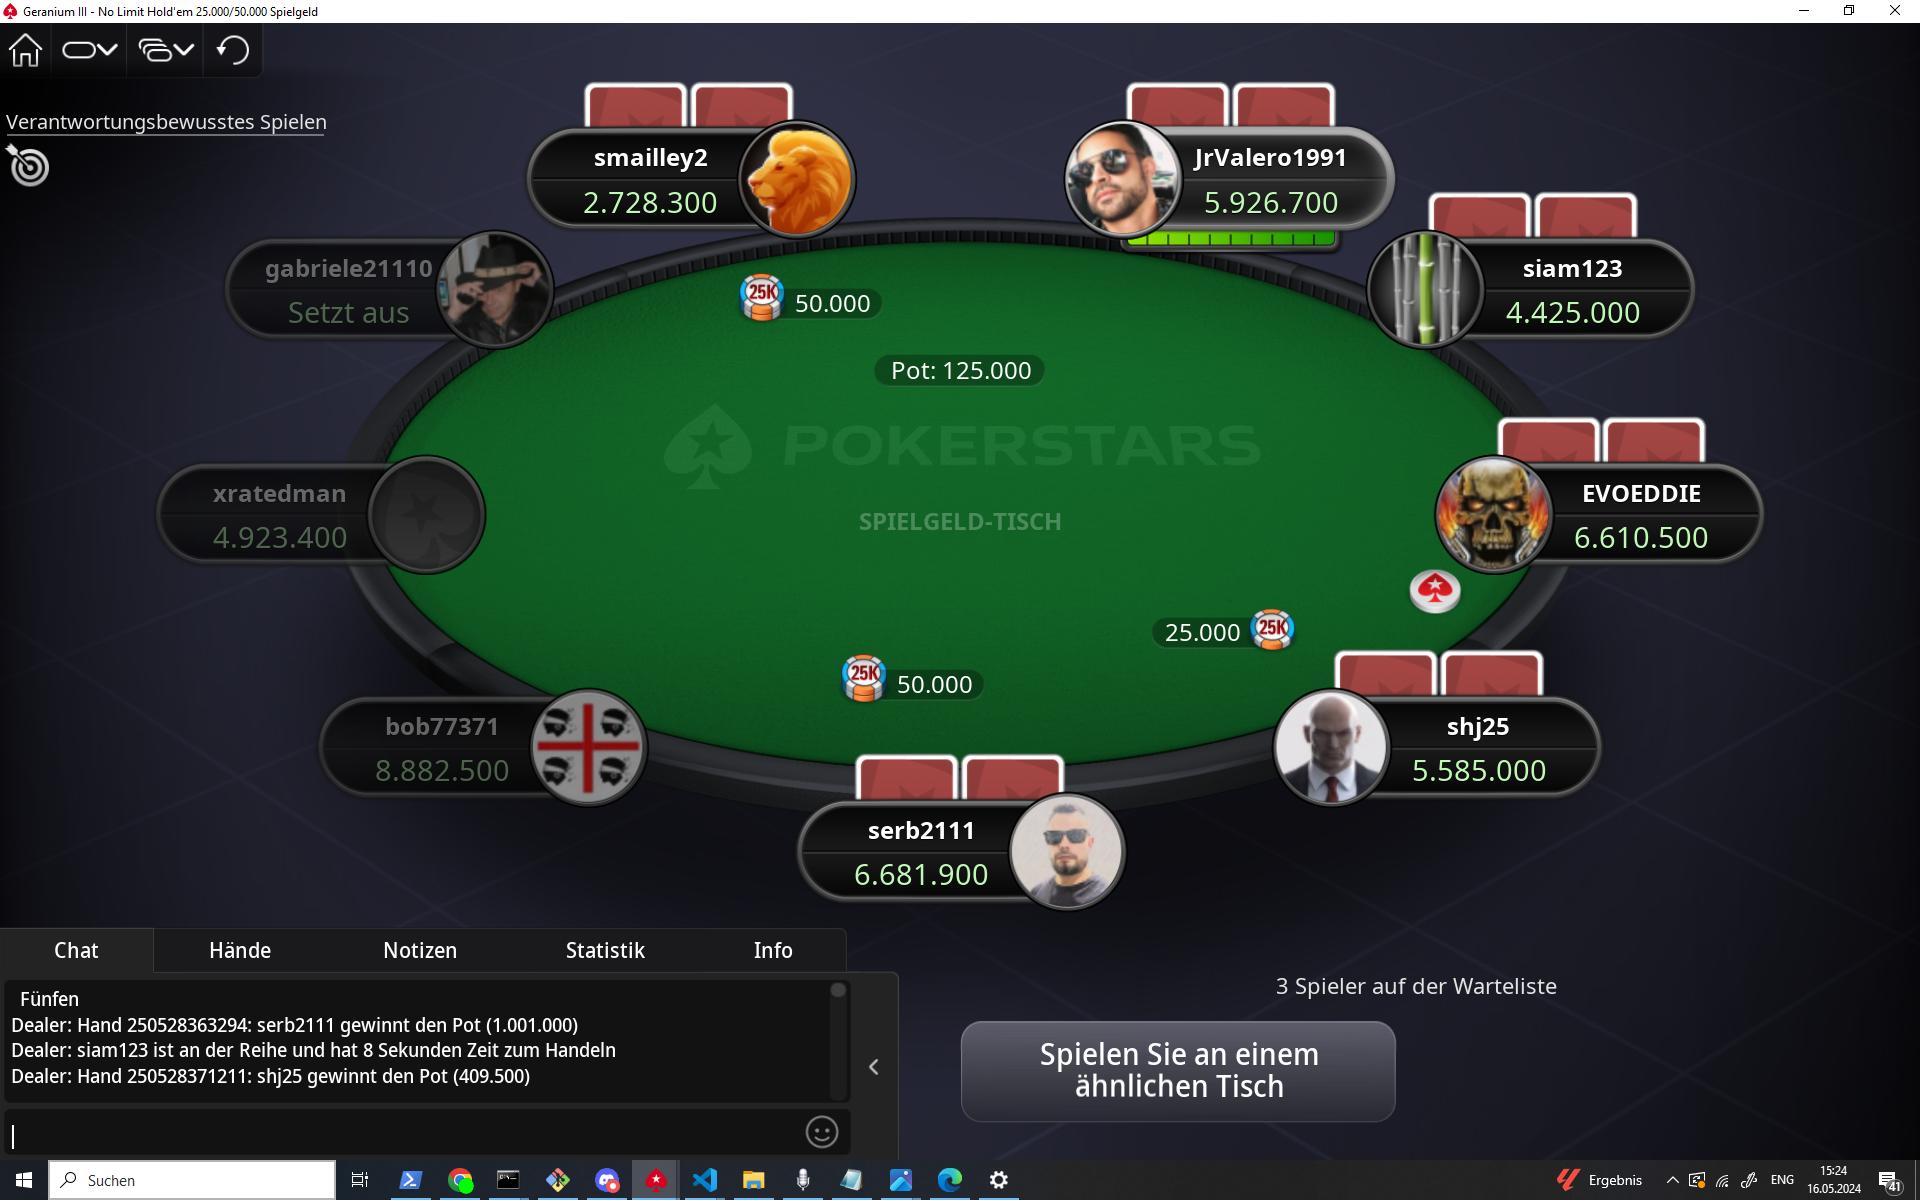 Geranium III - No Limit Hold'em 25.000/50.000 Spielgeld
Verantwortungsbewusstes Spielen
smailley2
2.728.300
JrValero1991
5.926.700
gabriele21110
Setzt aus
siam123
4.425.000
25K 50.000
Pot: 125.000
POKERSTARS
SPIELGELD-TISCH
xratedman
4.923.400
EVOEDDIE
6.610.500
25.000 25K
25K 50.000
bob77371
8.882.500
shj25
5.585.000
serb2111
6.681.900
Chat Hände Notizen Statistik Info
Fünfen
Dealer: Hand 250528363294: serb2111 gewinnt den Pot (1.001.000)
Dealer: siam123 ist an der Reihe und hat 8 Sekunden Zeit zum Handeln
Dealer: Hand 250528371211: shj25 gewinnt den Pot (409.500)
3 Spieler auf der Warteliste
Spielen Sie an einem
ähnlichen Tisch
Suchen
Ergebnis
ENG
15:24
16.05.2024
41